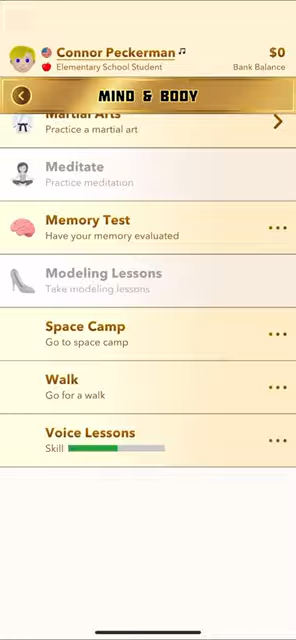 Connor Peckerman
$0
Elementary School Student
Bank Balance
MIND & BODY
Martial Arts
Practice a martial art
Meditate
Practice meditation
Memory Test
Have your memory evaluated
Modeling Lessons
Take modeling lessons
Space Camp
Go to space camp
Walk
Go for a walk
Voice Lessons
Skill